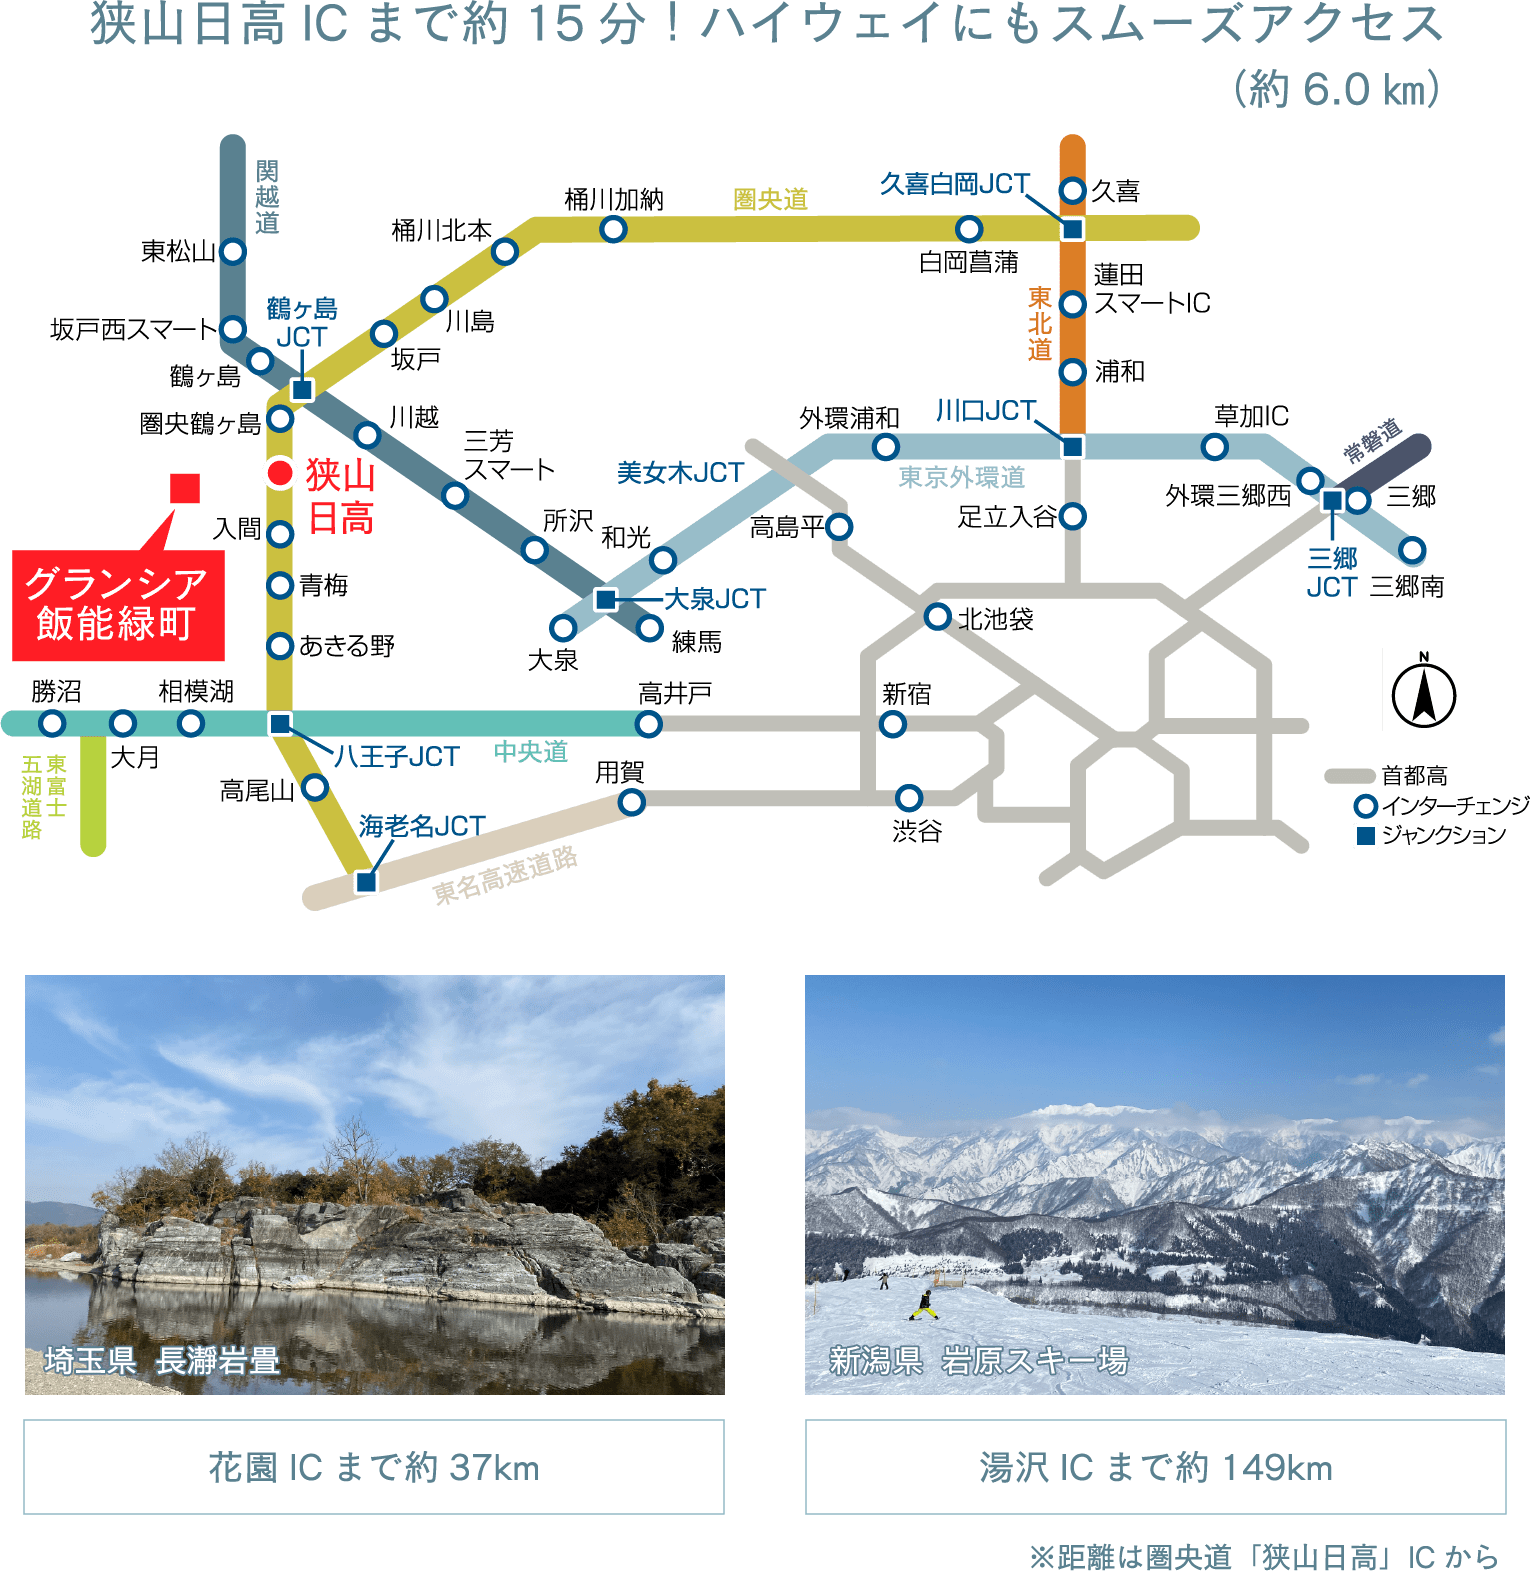 狭山日高 IC まで約 15 分！ハイウェイにもスムーズアクセス
（約 6.0 ㎞）
関越道
東松山
坂戸西スマート
鶴ヶ島
鶴ヶ島
JCT
圏央鶴ヶ島
桶川北本
桶川加納
圏央道
川島
坂戸
久喜白岡JCT
久喜
白岡菖蒲
蓮田
スマートIC
東北道
浦和
川越
三芳
スマート
所沢
狭山
日高
入間
青梅
あきる野
グランシア
飯能緑町
外環浦和
川口JCT
草加IC
常磐道
美女木JCT
東京外環道
外環三郷西
三郷
三郷
JCT
三郷南
高島平
足立入谷
和光
大泉JCT
大泉
練馬
北池袋
勝沼
相模湖
大月
東富士
五湖道路
八王子JCT
中央道
高井戸
新宿
高尾山
用賀
渋谷
海老名JCT
東名高速道路
N
首都高
インターチェンジ
ジャンクション
埼玉県 長瀞岩畳
新潟県 岩原スキー場
花園 IC まで約 37km
湯沢 IC まで約 149km
※距離は圏央道「狭山日高」IC から